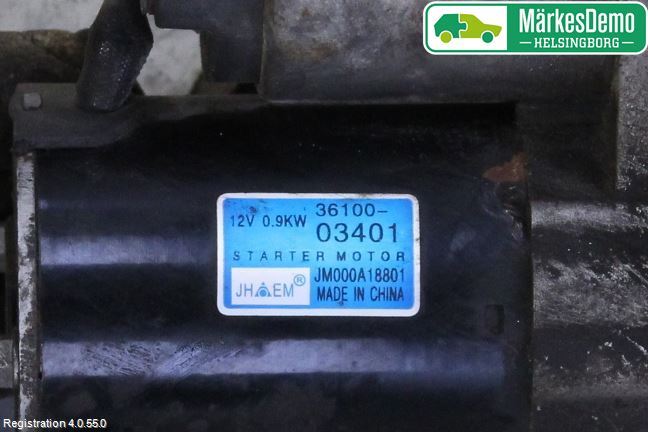 MärkesDemo
HELSINGBORG
12V 0.9KW 36100-
03401
STARTER MOTOR
JHAEM® JM000A18801
MADE IN CHINA
Registration 4.0.55.0